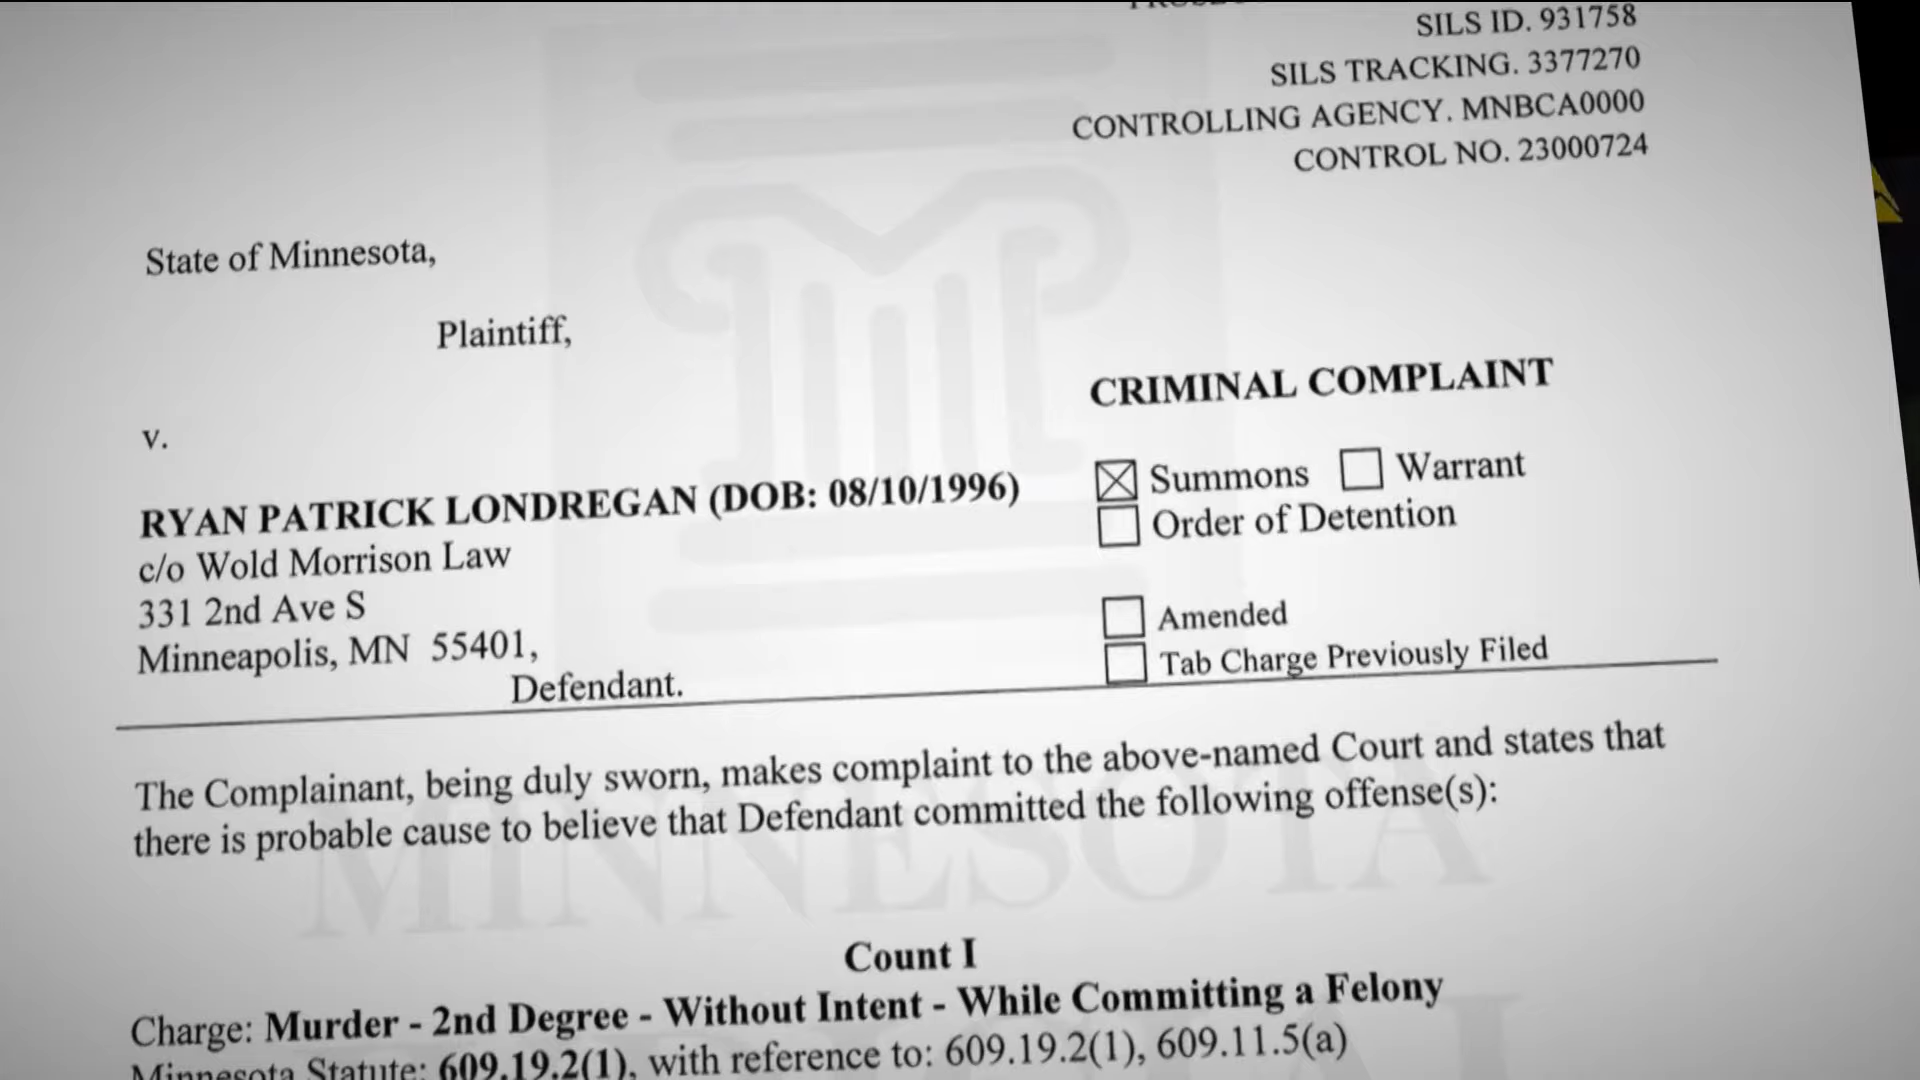 SILS ID. 931758
SILS TRACKING. 3377270
CONTROLLING AGENCY. MNBCA0000
CONTROL NO. 23000724
State of Minnesota,
Plaintiff,
CRIMINAL COMPLAINT
v.
Summons Warrant
RYAN PATRICK LONDREGAN (DOB: 08/10/1996)
Order of Detention
c/o Wold Morrison Law
331 2nd Ave S
Amended
Minneapolis, MN 55401,
Tab Charge Previously Filed
Defendant.
The Complainant, being duly sworn, makes complaint to the above-named Court and states that
there is probable cause to believe that Defendant committed the following offense(s):
MINNESOTA
Count I
Charge: Murder - 2nd Degree - Without Intent - While Committing a Felony
Minnesota Statute: 609.19.2(1), with reference to: 609.19.2(1), 609.11.5(a)